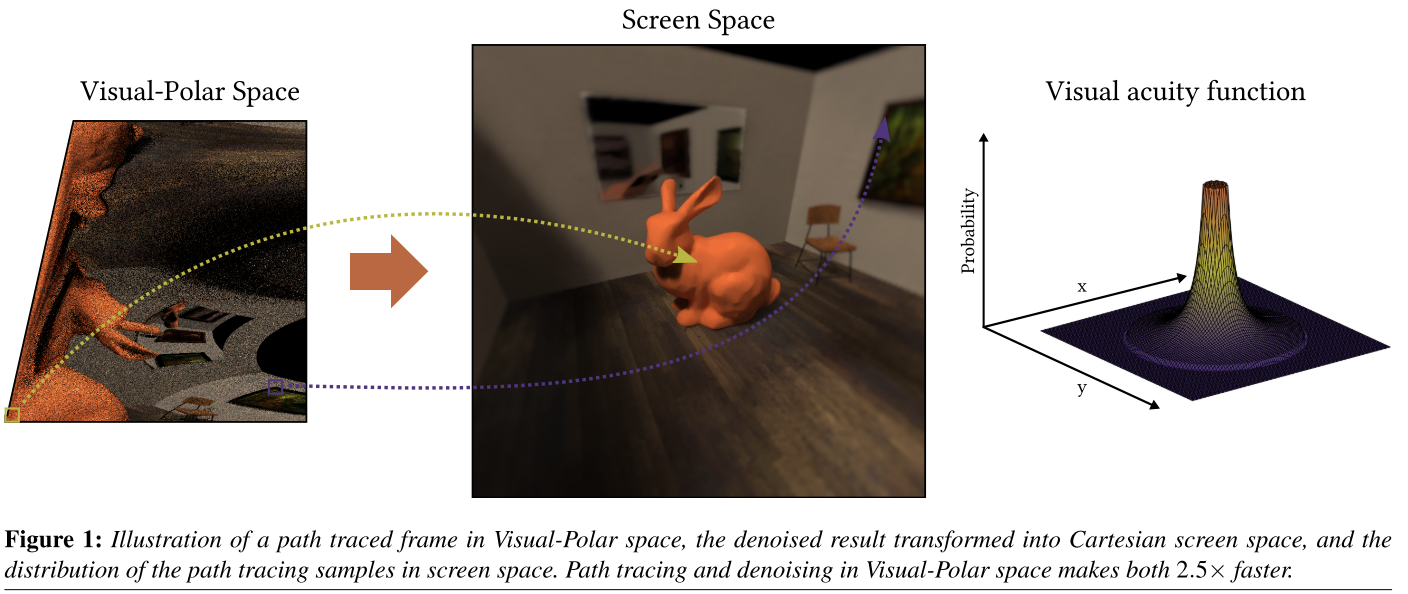 Screen Space
Visual-Polar Space
Visual acuity function
Probability
x
y
Figure 1: Illustration of a path traced frame in Visual-Polar space, the denoised result transformed into Cartesian screen space, and the
distribution of the path tracing samples in screen space. Path tracing and denoising in Visual-Polar space makes both 2.5× faster.